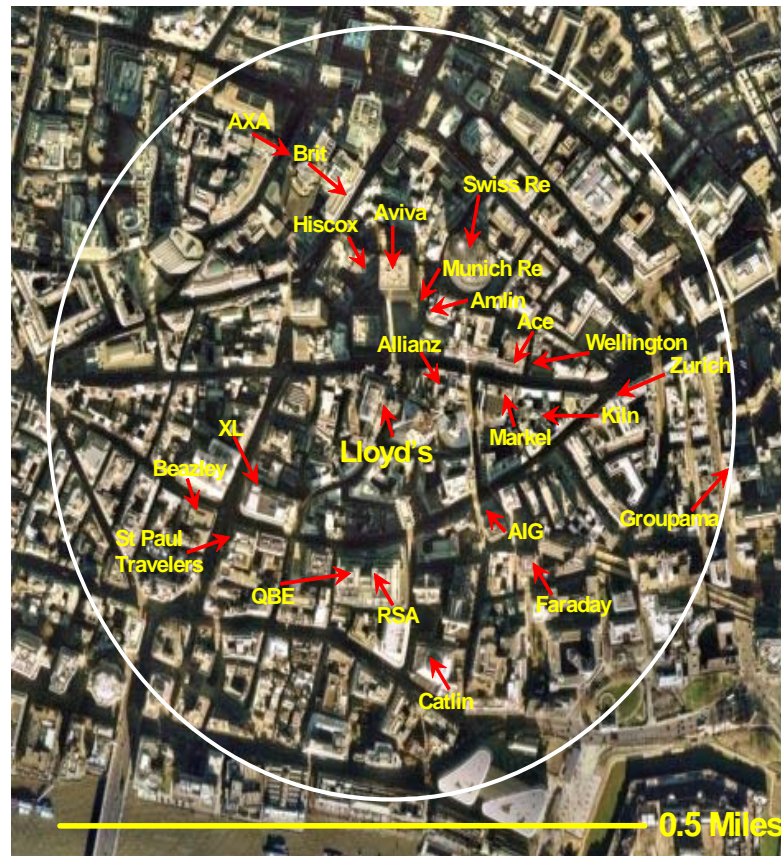 AXA
Brit
Swiss Re
Aviva
Hiscox
Munich Re
Amlin
Ace
Wellington
Allianz
Zurich
Kiln
Markel
XL
Lloyd's
Beazley
Groupama
St Paul
Travelers
AIG
QBE
RSA
Faraday
Catlin
0.5 Miles